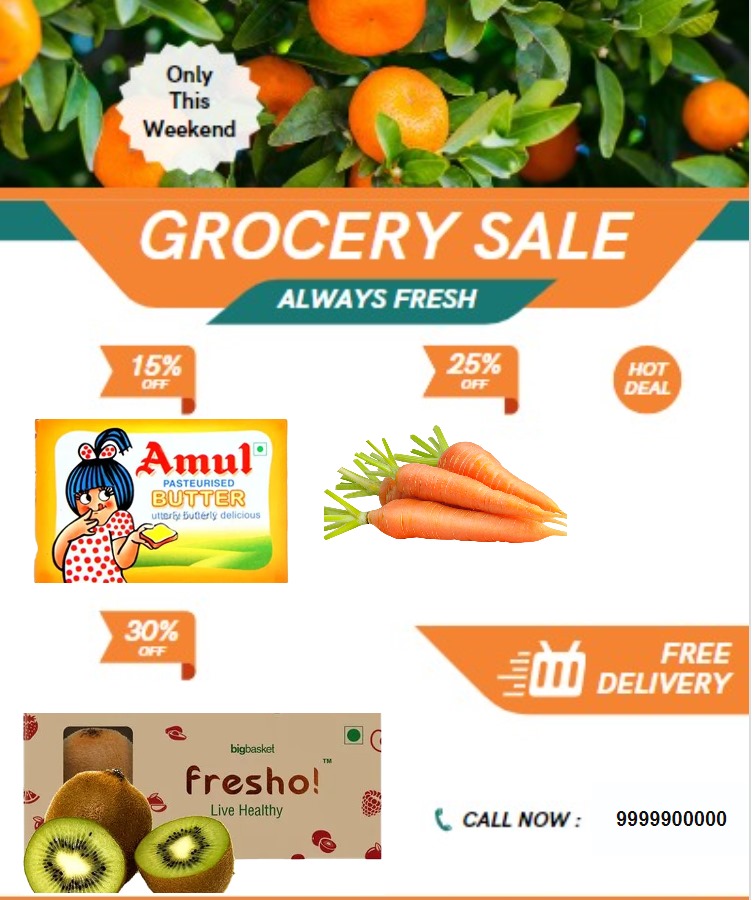 Only
This
Weekend
GROCERY SALE
ALWAYS FRESH
15%
OFF
25%
OFF
HOT
DEAL
Amul
PASTEURISED
BUTTER
utterly butterly delicious
30%
OFF
FREE
DELIVERY
bigbasket
fresho!™
Live Healthy
CALL NOW : 9999900000